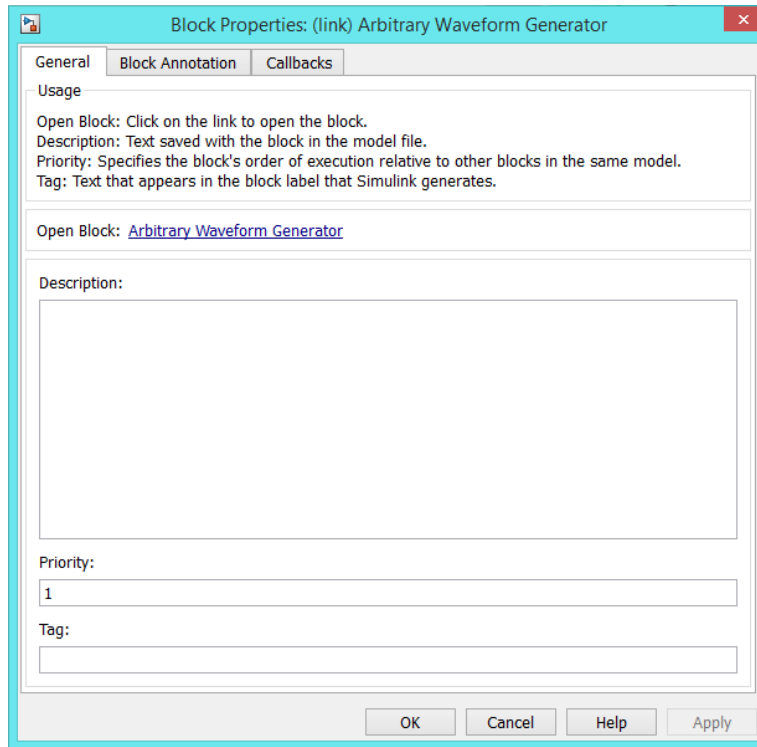 Block Properties: (link) Arbitrary Waveform Generator
General Block Annotation Callbacks
Usage
Open Block: Click on the link to open the block.
Description: Text saved with the block in the model file.
Priority: Specifies the block's order of execution relative to other blocks in the same model.
Tag: Text that appears in the block label that Simulink generates.
Open Block: Arbitrary Waveform Generator
Description:
Priority:
1
Tag:
OK Cancel Help Apply